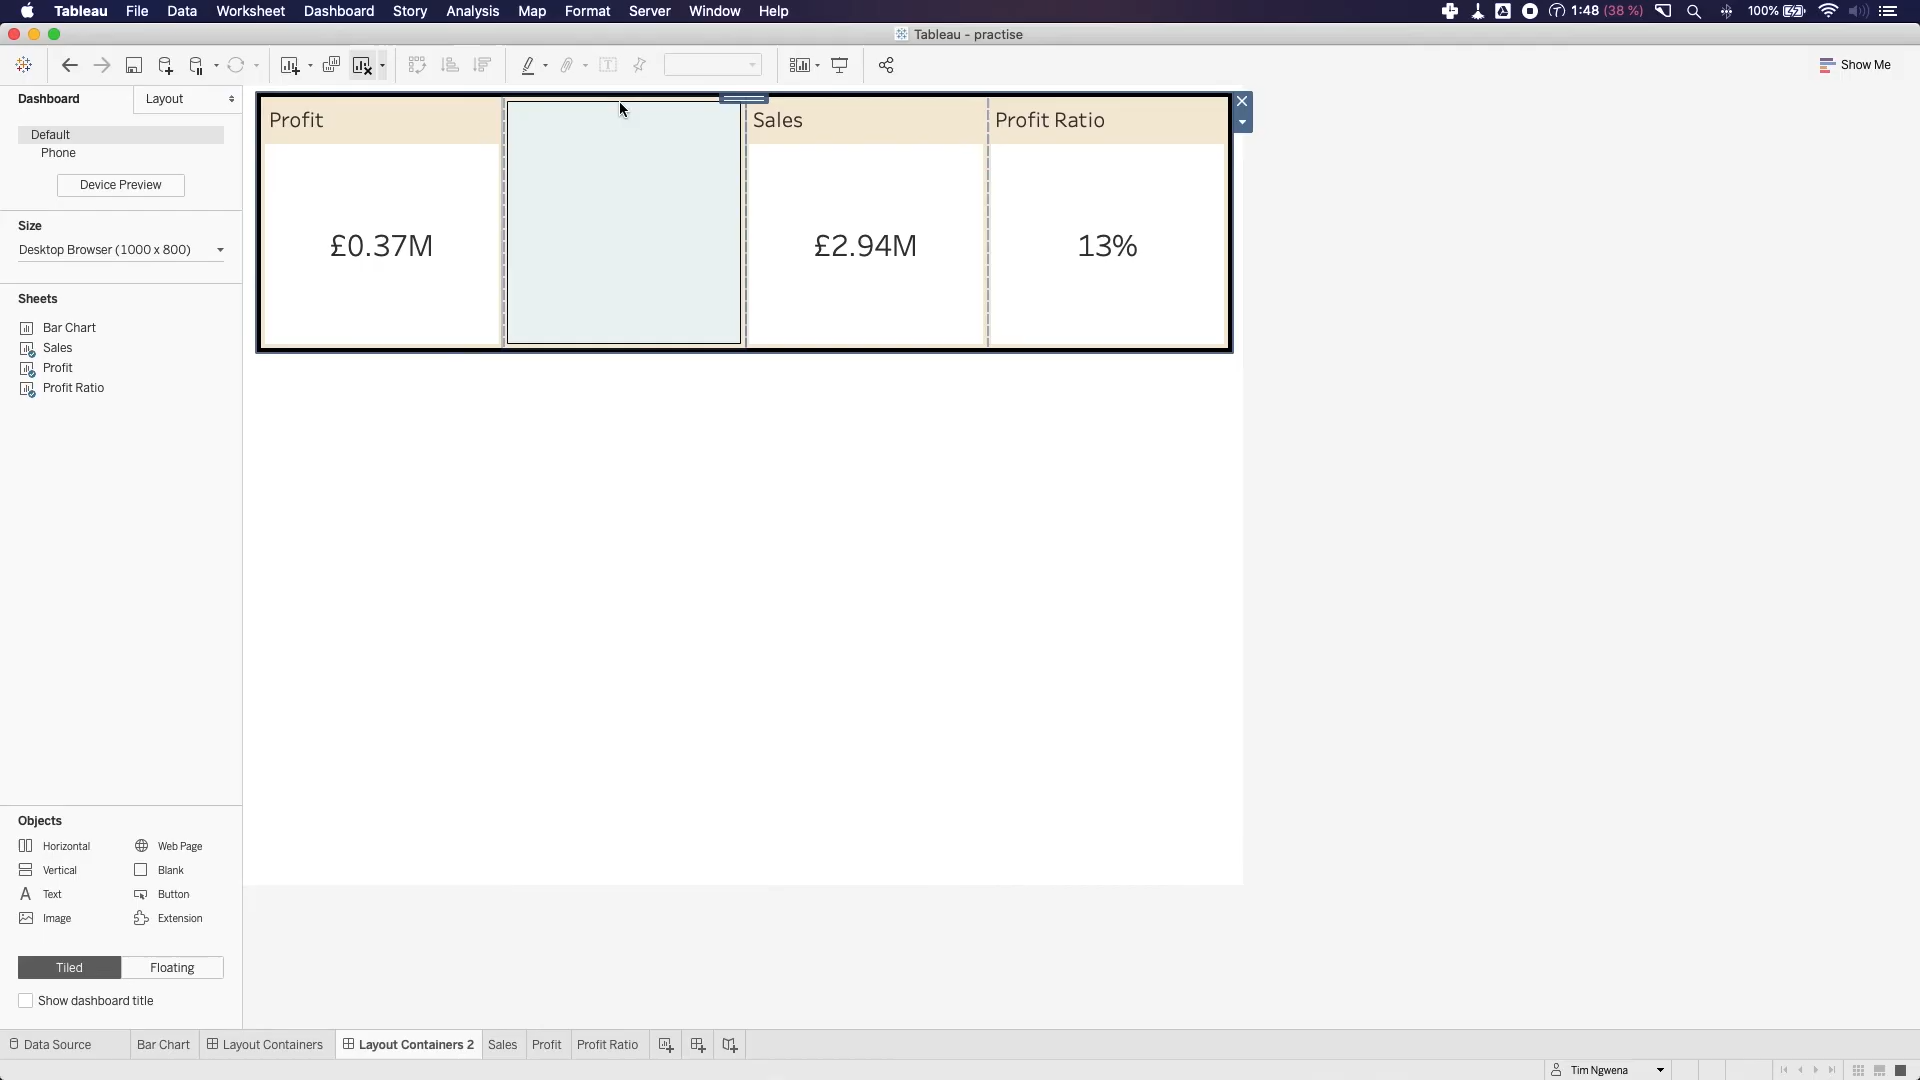 Tableau File Data Worksheet Dashboard Story Analysis Map Format Server Window Help 1:48 (38 %) 100%
Tableau - practise
Show Me
Dashboard Layout
Default
Phone
Device Preview
Size
Desktop Browser (1000 x 800)
Sheets
Bar Chart
Sales
Profit
Profit Ratio
Profit Sales Profit Ratio
£0.37M £2.94M 13%
Objects
Horizontal Web Page
Vertical Blank
Text Button
Image Extension
Tiled Floating
Show dashboard title
Data Source Bar Chart Layout Containers Layout Containers 2 Sales Profit Profit Ratio
Tim Ngwena